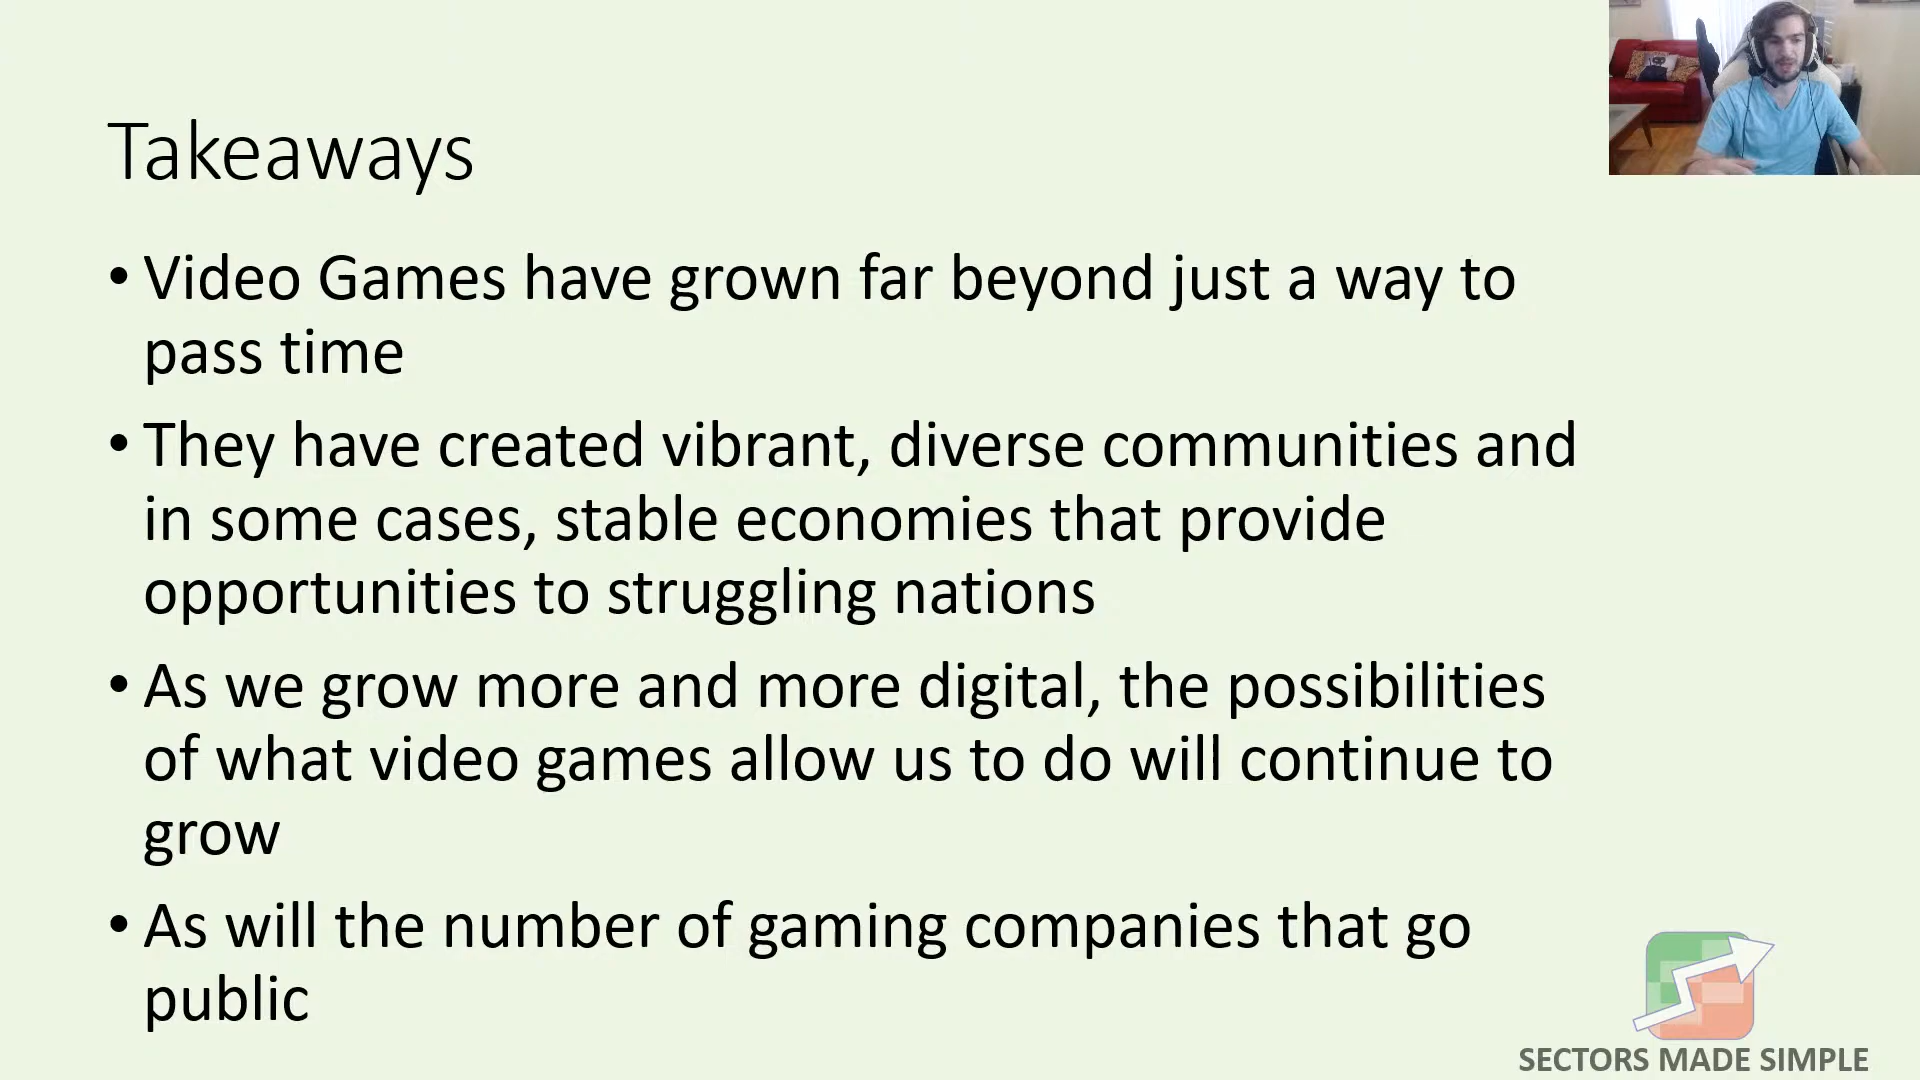 Takeaways
• Video Games have grown far beyond just a way to
pass time
• They have created vibrant, diverse communities and
in some cases, stable economies that provide
opportunities to struggling nations
• As we grow more and more digital, the possibilities
of what video games allow us to do will continue to
grow
• As will the number of gaming companies that go
public
SECTORS MADE SIMPLE